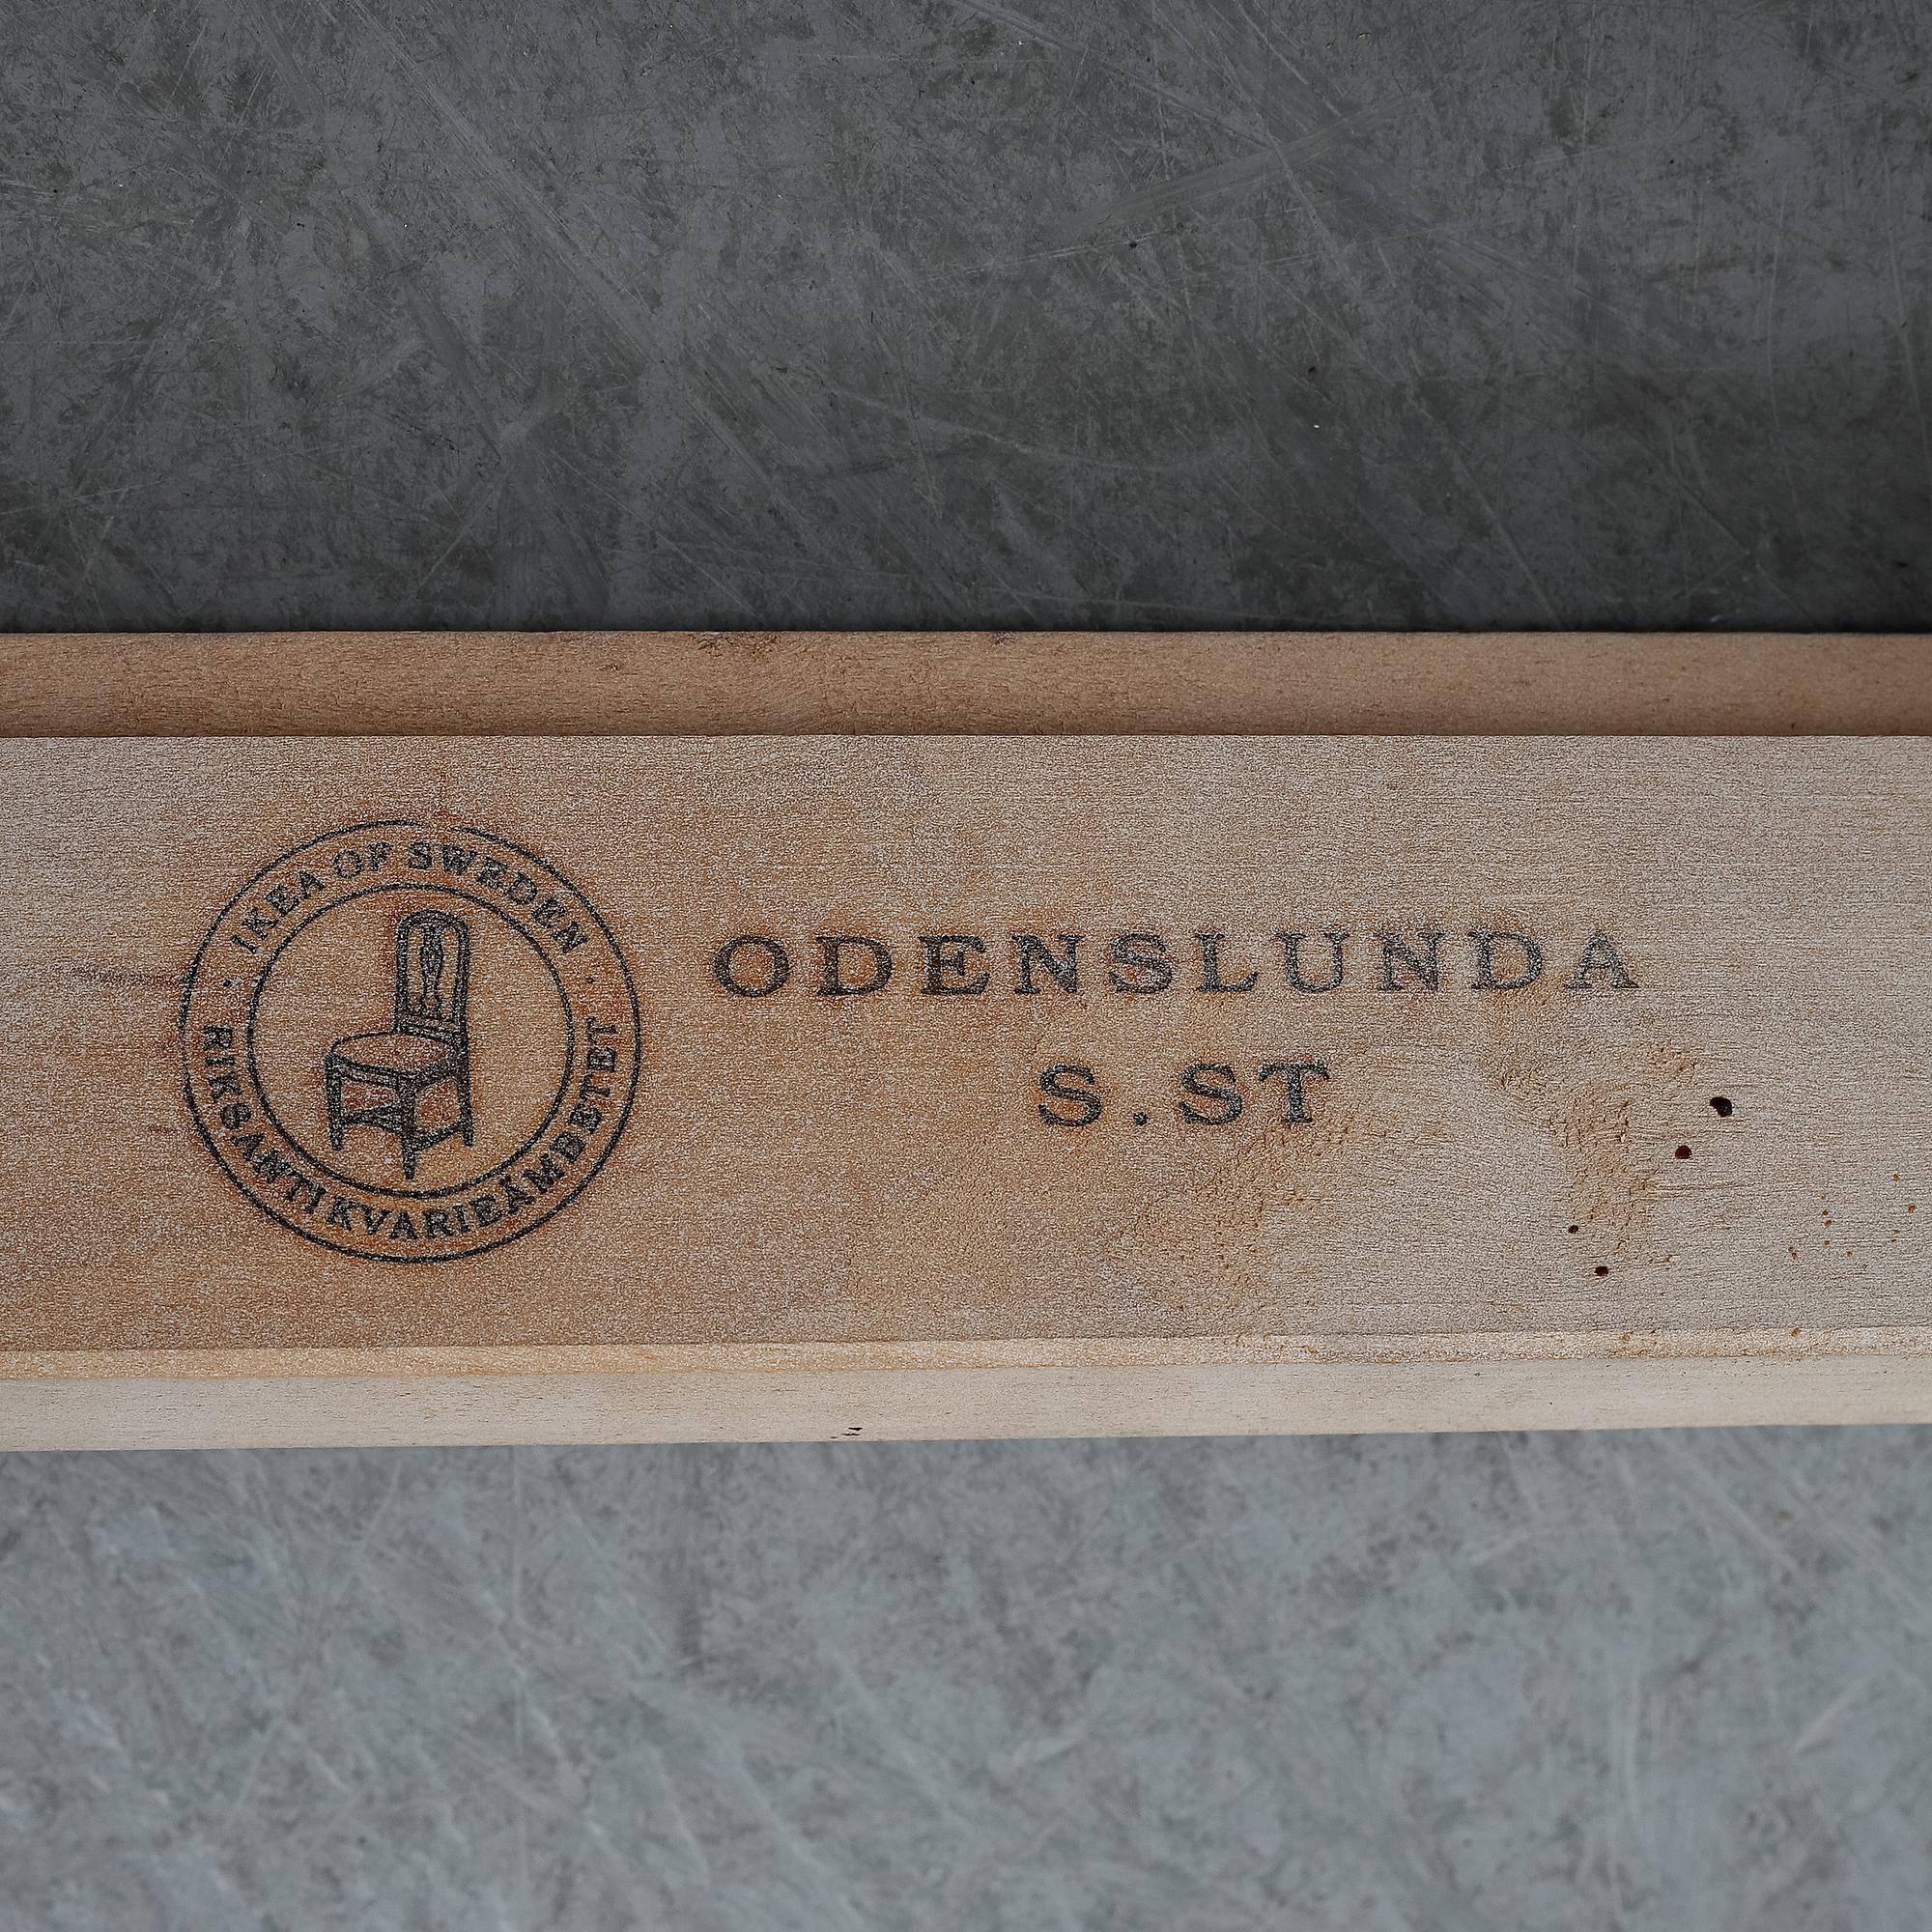 · IKEA OF SWEDEN ·
RIKSANTIKVARIEÄMBETET
ODENSLUNDA
S.ST